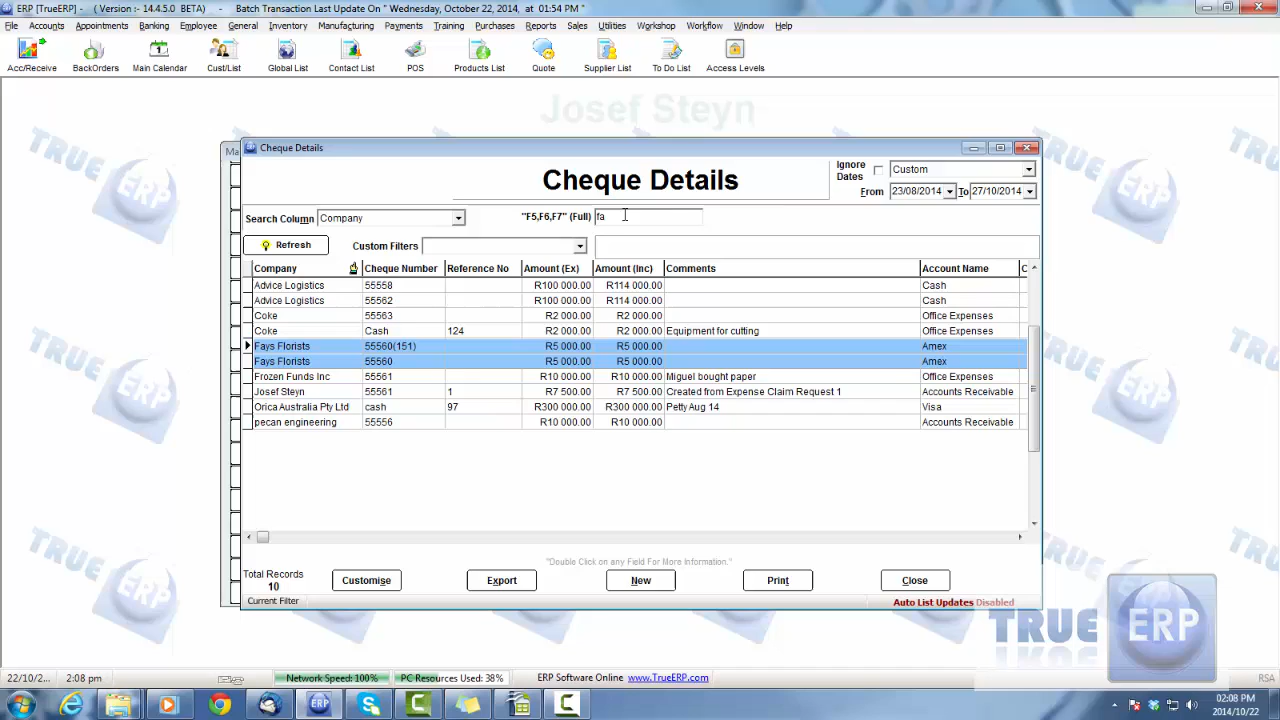 ERP [TrueERP] - ( Version :- 14.4.5.0 BETA) - Batch Transaction Last Update On " Wednesday, October 22, 2014, at 01:54 PM "
File Accounts Appointments Banking Employee General Inventory Manufacturing Payments Training Purchases Reports Sales Utilities Workshop Workflow Window Help
Acc/Receive BackOrders Main Calendar Cust/List Global List Contact List POS Products List Quote Supplier List To Do List Access Levels
Josef Steyn
Ma Cheque Details
Cheque Details
Ignore Dates Custom
From 23/08/2014 To 27/10/2014
Search Column Company "F5,F6,F7" (Full) fa
Refresh Custom Filters
Company Cheque Number Reference No Amount (Ex) Amount (Inc) Comments Account Name C
Advice Logistics 55558 R100 000.00 R114 000.00 Cash
Advice Logistics 55562 R100 000.00 R114 000.00 Cash
Coke 55563 R2 000.00 R2 000.00 Office Expenses
Coke Cash 124 R2 000.00 R2 000.00 Equipment for cutting Office Expenses
Fays Florists 55560(151) R5 000.00 R5 000.00 Amex
Fays Florists 55560 R5 000.00 R5 000.00 Amex
Frozen Funds Inc 55561 R10 000.00 R10 000.00 Miguel bought paper Office Expenses
Josef Steyn 55561 1 R7 500.00 R7 500.00 Created from Expense Claim Request 1 Accounts Receivable
Orica Australia Pty Ltd cash 97 R300 000.00 R300 000.00 Petty Aug 14 Visa
pecan engineering 55556 R10 000.00 R10 000.00 Accounts Receivable
"Double Click on any Field For More Information."
Total Records
10
Customise Export New Print Close
Current Filter Auto List Updates Disabled
TRUE ERP
22/10/2... 2:08 pm Network Speed: 100% PC Resources Used: 38% ERP Software Online www.TrueERP.com RSA
02:08 PM
2014/10/22